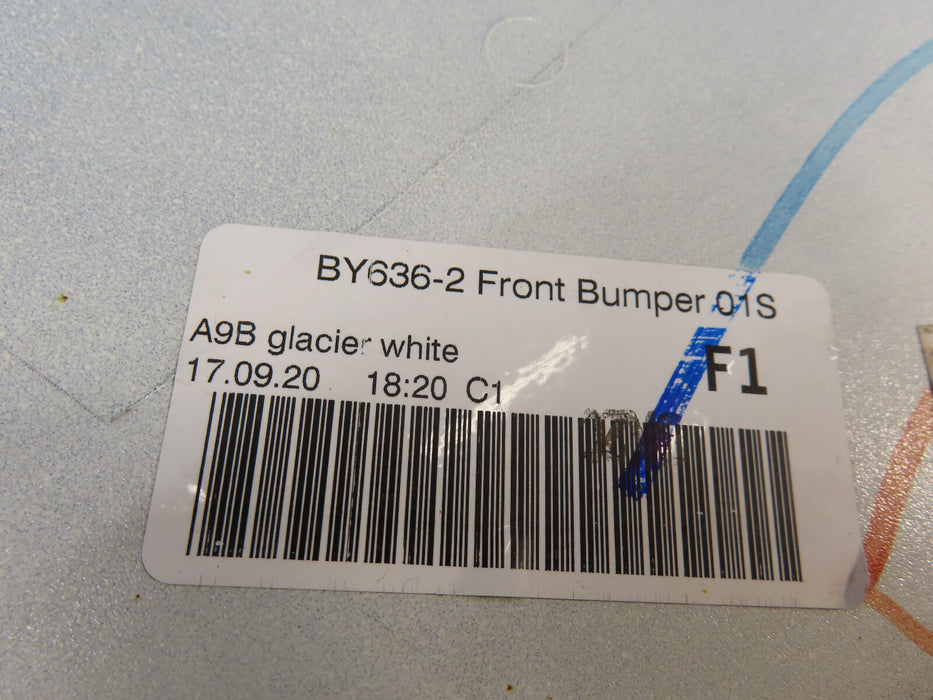 BY636-2 Front Bumper 01S
A9B glacier white
F1
17.09.20 18:20 C1